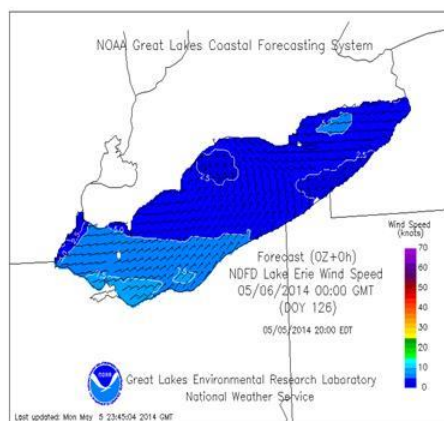 NOAA Great Lakes Coastal Forecasting System
Wind Speed
(knots)
70
60
50
40
30
20
10
0
Forecast (0Z+0h)
NDFD Lake Erie Wind Speed
05/06/2014 00:00 GMT
(DOY 126)
05/05/2014 20:00 EDT
Great Lakes Environmental Research Laboratory
National Weather Service
Last updated: Mon May 5 23:45:04 2014 GMT